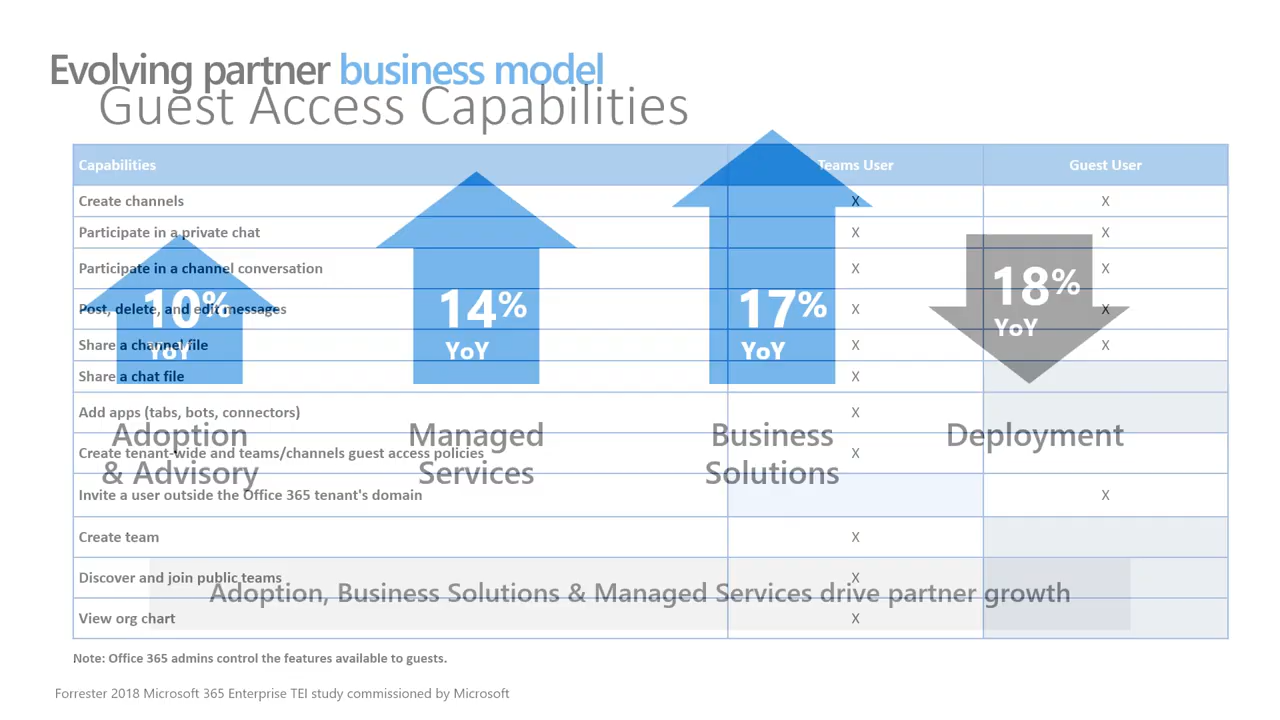 Evolving partner business model
Guest Access Capabilities
Capabilities Teams User Guest User
Create channels X X
Participate in a private chat X X
Participate in a channel conversation X X
Post, delete, and edit messages X X
Share a channel file X X
Share a chat file X
Add apps (tabs, bots, connectors) X
Create tenant-wide and teams/channels guest access policies X
Invite a user outside the Office 365 tenant's domain X
Create team X
Discover and join public teams X
View org chart X
10% YoY
Adoption
& Advisory
14% YoY
Managed
Services
17% YoY
Business
Solutions
18% YoY
Deployment
Adoption, Business Solutions & Managed Services drive partner growth
Note: Office 365 admins control the features available to guests.
Forrester 2018 Microsoft 365 Enterprise TEI study commissioned by Microsoft